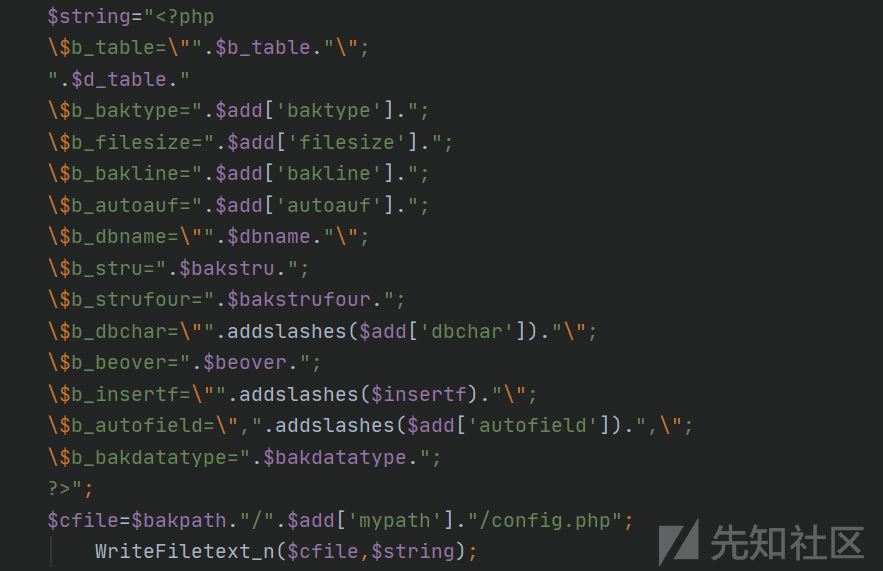 $string="<?php
\$b_table=\"".$b_table."\";
".$d_table."
\$b_baktype=".$add['baktype'].";
\$b_filesize=".$add['filesize'].";
\$b_bakline=".$add['bakline'].";
\$b_autoauf=".$add['autoauf'].";
\$b_dbname=\"".$dbname."\";
\$b_stru=".$bakstru.";
\$b_strufour=".$bakstrufour.";
\$b_dbchar=\"".addslashes($add['dbchar'])."\";
\$b_beover=".$beover.";
\$b_insertf=\"".addslashes($insertf)."\";
\$b_autofield=\",".addslashes($add['autofield']).",\";
\$b_bakdatatype=".$bakdatatype.";
?>";
$cfile=$bakpath."/".$add['mypath']."/config.php";
WriteFiletext_n($cfile,$string);
先知社区